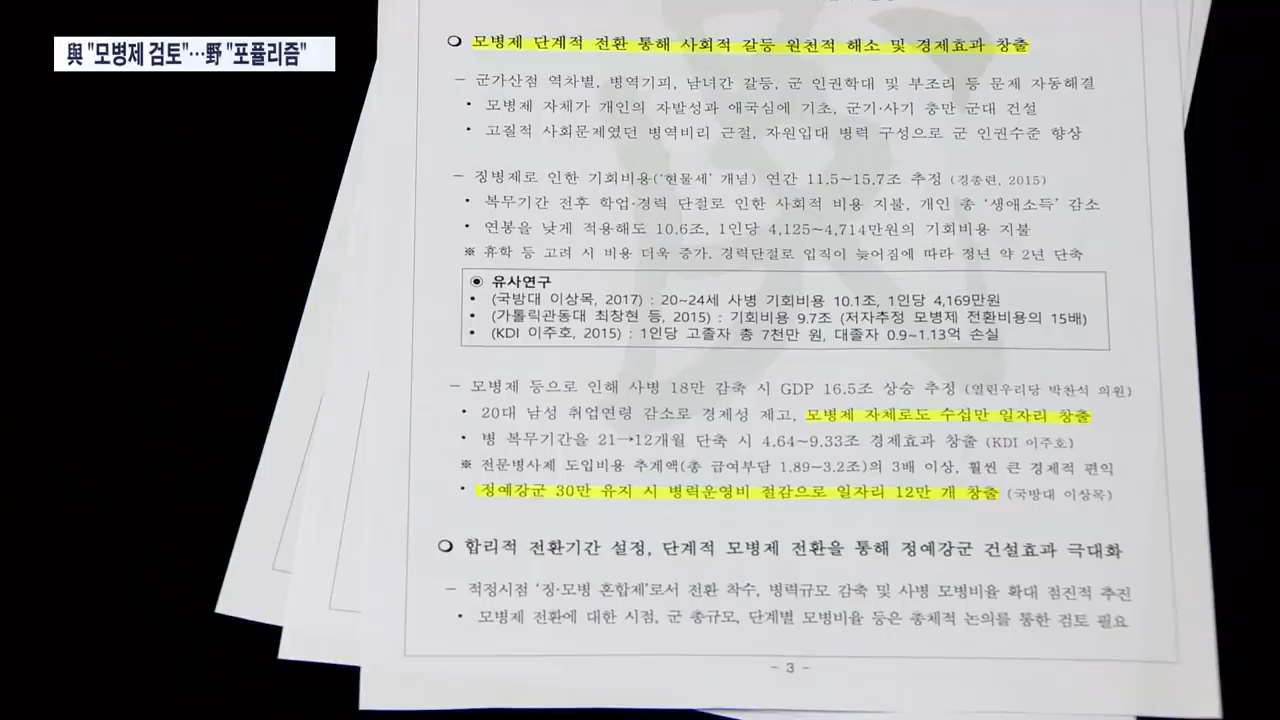 與 "모병제 검토"…野 "포퓰리즘"
○ 모병제 단계적 전환 통해 사회적 갈등 원천적 해소 및 경제효과 창출
– 군가산점 역차별, 병역기피, 남녀간 갈등, 군 인권학대 및 부조리 등 문제 자동해결
• 모병제 자체가 개인의 자발성과 애국심에 기초, 군기·사기 충만 군대 건설
• 고질적 사회문제였던 병역비리 근절, 자원입대 병력 구성으로 군 인권수준 향상
– 징병제로 인한 기회비용('현물세' 개념) 연간 11.5~15.7조 추정 (경총련, 2015)
• 복무기간 전후 학업·경력 단절로 인한 사회적 비용 지불, 개인 총 '생애소득' 감소
• 연봉을 낮게 적용해도 10.6조, 1인당 4,125~4,714만원의 기회비용 지불
※ 휴학 등 고려 시 비용 더욱 증가, 경력단절로 입직이 늦어짐에 따라 정년 약 2년 단축
◉ 유사연구
• (국방대 이상목, 2017) : 20~24세 사병 기회비용 10.1조, 1인당 4,169만원
• (가톨릭관동대 최창현 등, 2015) : 기회비용 9.7조 (저자추정 모병제 전환비용의 15배)
• (KDI 이주호, 2015) : 1인당 고졸자 총 7천만 원, 대졸자 0.9~1.13억 손실
– 모병제 등으로 인해 사병 18만 감축 시 GDP 16.5조 상승 추정 (열린우리당 박찬석 의원)
• 20대 남성 취업연령 감소로 경제성 제고, 모병제 자체로도 수십만 일자리 창출
• 병 복무기간을 21→12개월 단축 시 4.64~9.33조 경제효과 창출 (KDI 이주호)
※ 전문병사제 도입비용 추계액(총 급여부담 1.89~3.2조)의 3배 이상, 훨씬 큰 경제적 편익
• 정예강군 30만 유지 시 병력운영비 절감으로 일자리 12만 개 창출 (국방대 이상목)
○ 합리적 전환기간 설정, 단계적 모병제 전환을 통해 정예강군 건설효과 극대화
– 적정시점 '징·모병 혼합제'로서 전환 착수, 병력규모 감축 및 사병 모병비율 확대 점진적 추진
• 모병제 전환에 대한 시점, 군 총규모, 단계별 모병비율 등은 총체적 논의를 통한 검토 필요
- 3 -